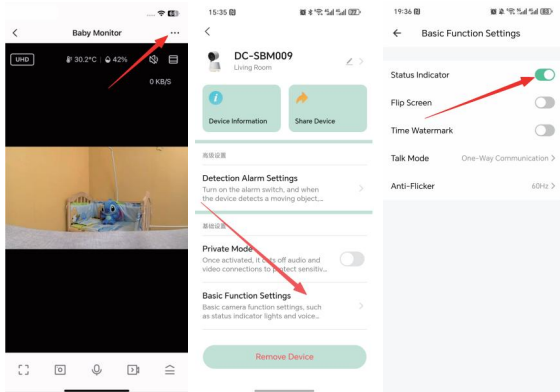 Baby Monitor
UHD
30.2°C
42%
0 KB/S
15:35
DC-SBM009
Living Room
Device Information
Share Device
高级设置
Detection Alarm Settings
Turn on the alarm switch, and when
the device detects a moving object,...
基础设置
Private Mode
Once activated, it cuts off audio and
video connections to protect sensitiv...
Basic Function Settings
Basic camera function settings, such
as status indicator lights and voice...
Remove Device
19:36
Basic Function Settings
Status Indicator
Flip Screen
Time Watermark
Talk Mode
One-Way Communication
Anti-Flicker
60Hz